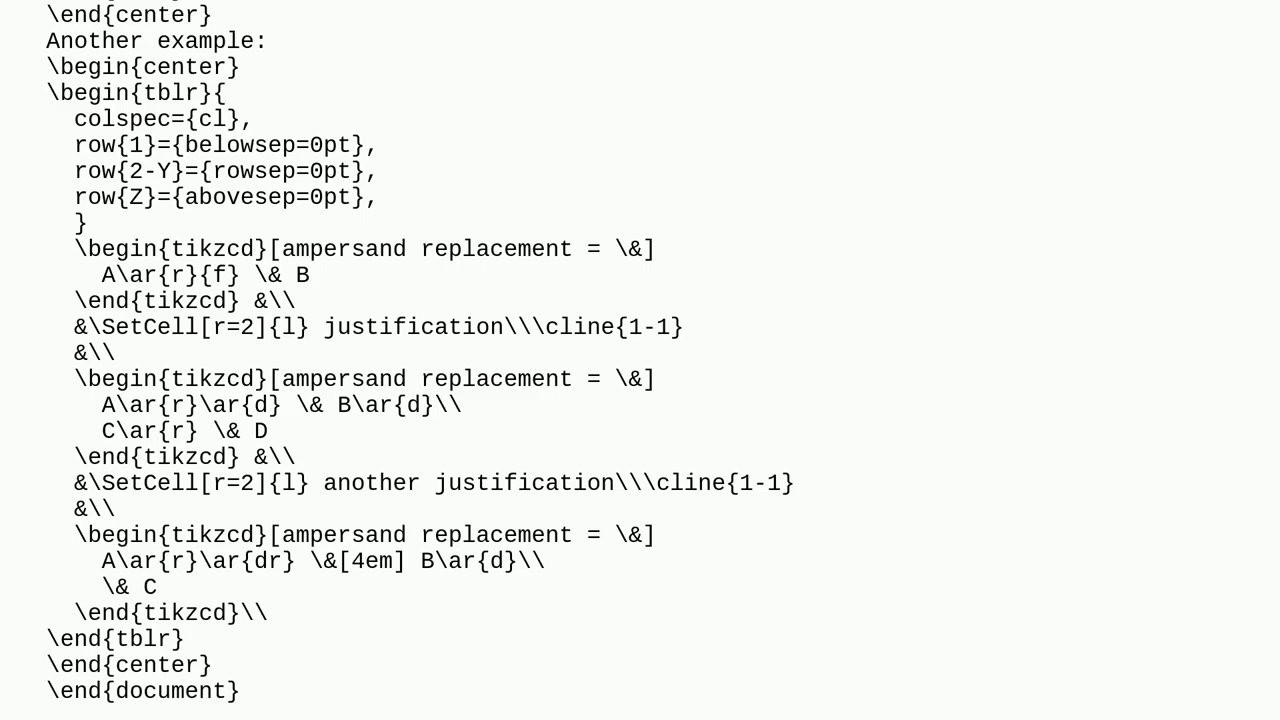 \end{center}
Another example:
\begin{center}
\begin{tblr}{
  colspec={cl},
  row{1}={belowsep=0pt},
  row{2-Y}={rowsep=0pt},
  row{Z}={abovesep=0pt},
  }
  \begin{tikzcd}[ampersand replacement = \&]
    A\ar{r}{f} \& B
  \end{tikzcd} &\\
  &\SetCell[r=2]{l} justification\\\cline{1-1}
  &\\
  \begin{tikzcd}[ampersand replacement = \&]
    A\ar{r}\ar{d} \& B\ar{d}\\
    C\ar{r} \& D
  \end{tikzcd} &\\
  &\SetCell[r=2]{l} another justification\\\cline{1-1}
  &\\
  \begin{tikzcd}[ampersand replacement = \&]
    A\ar{r}\ar{dr} \&[4em] B\ar{d}\\
    \& C
  \end{tikzcd}\\
\end{tblr}
\end{center}
\end{document}